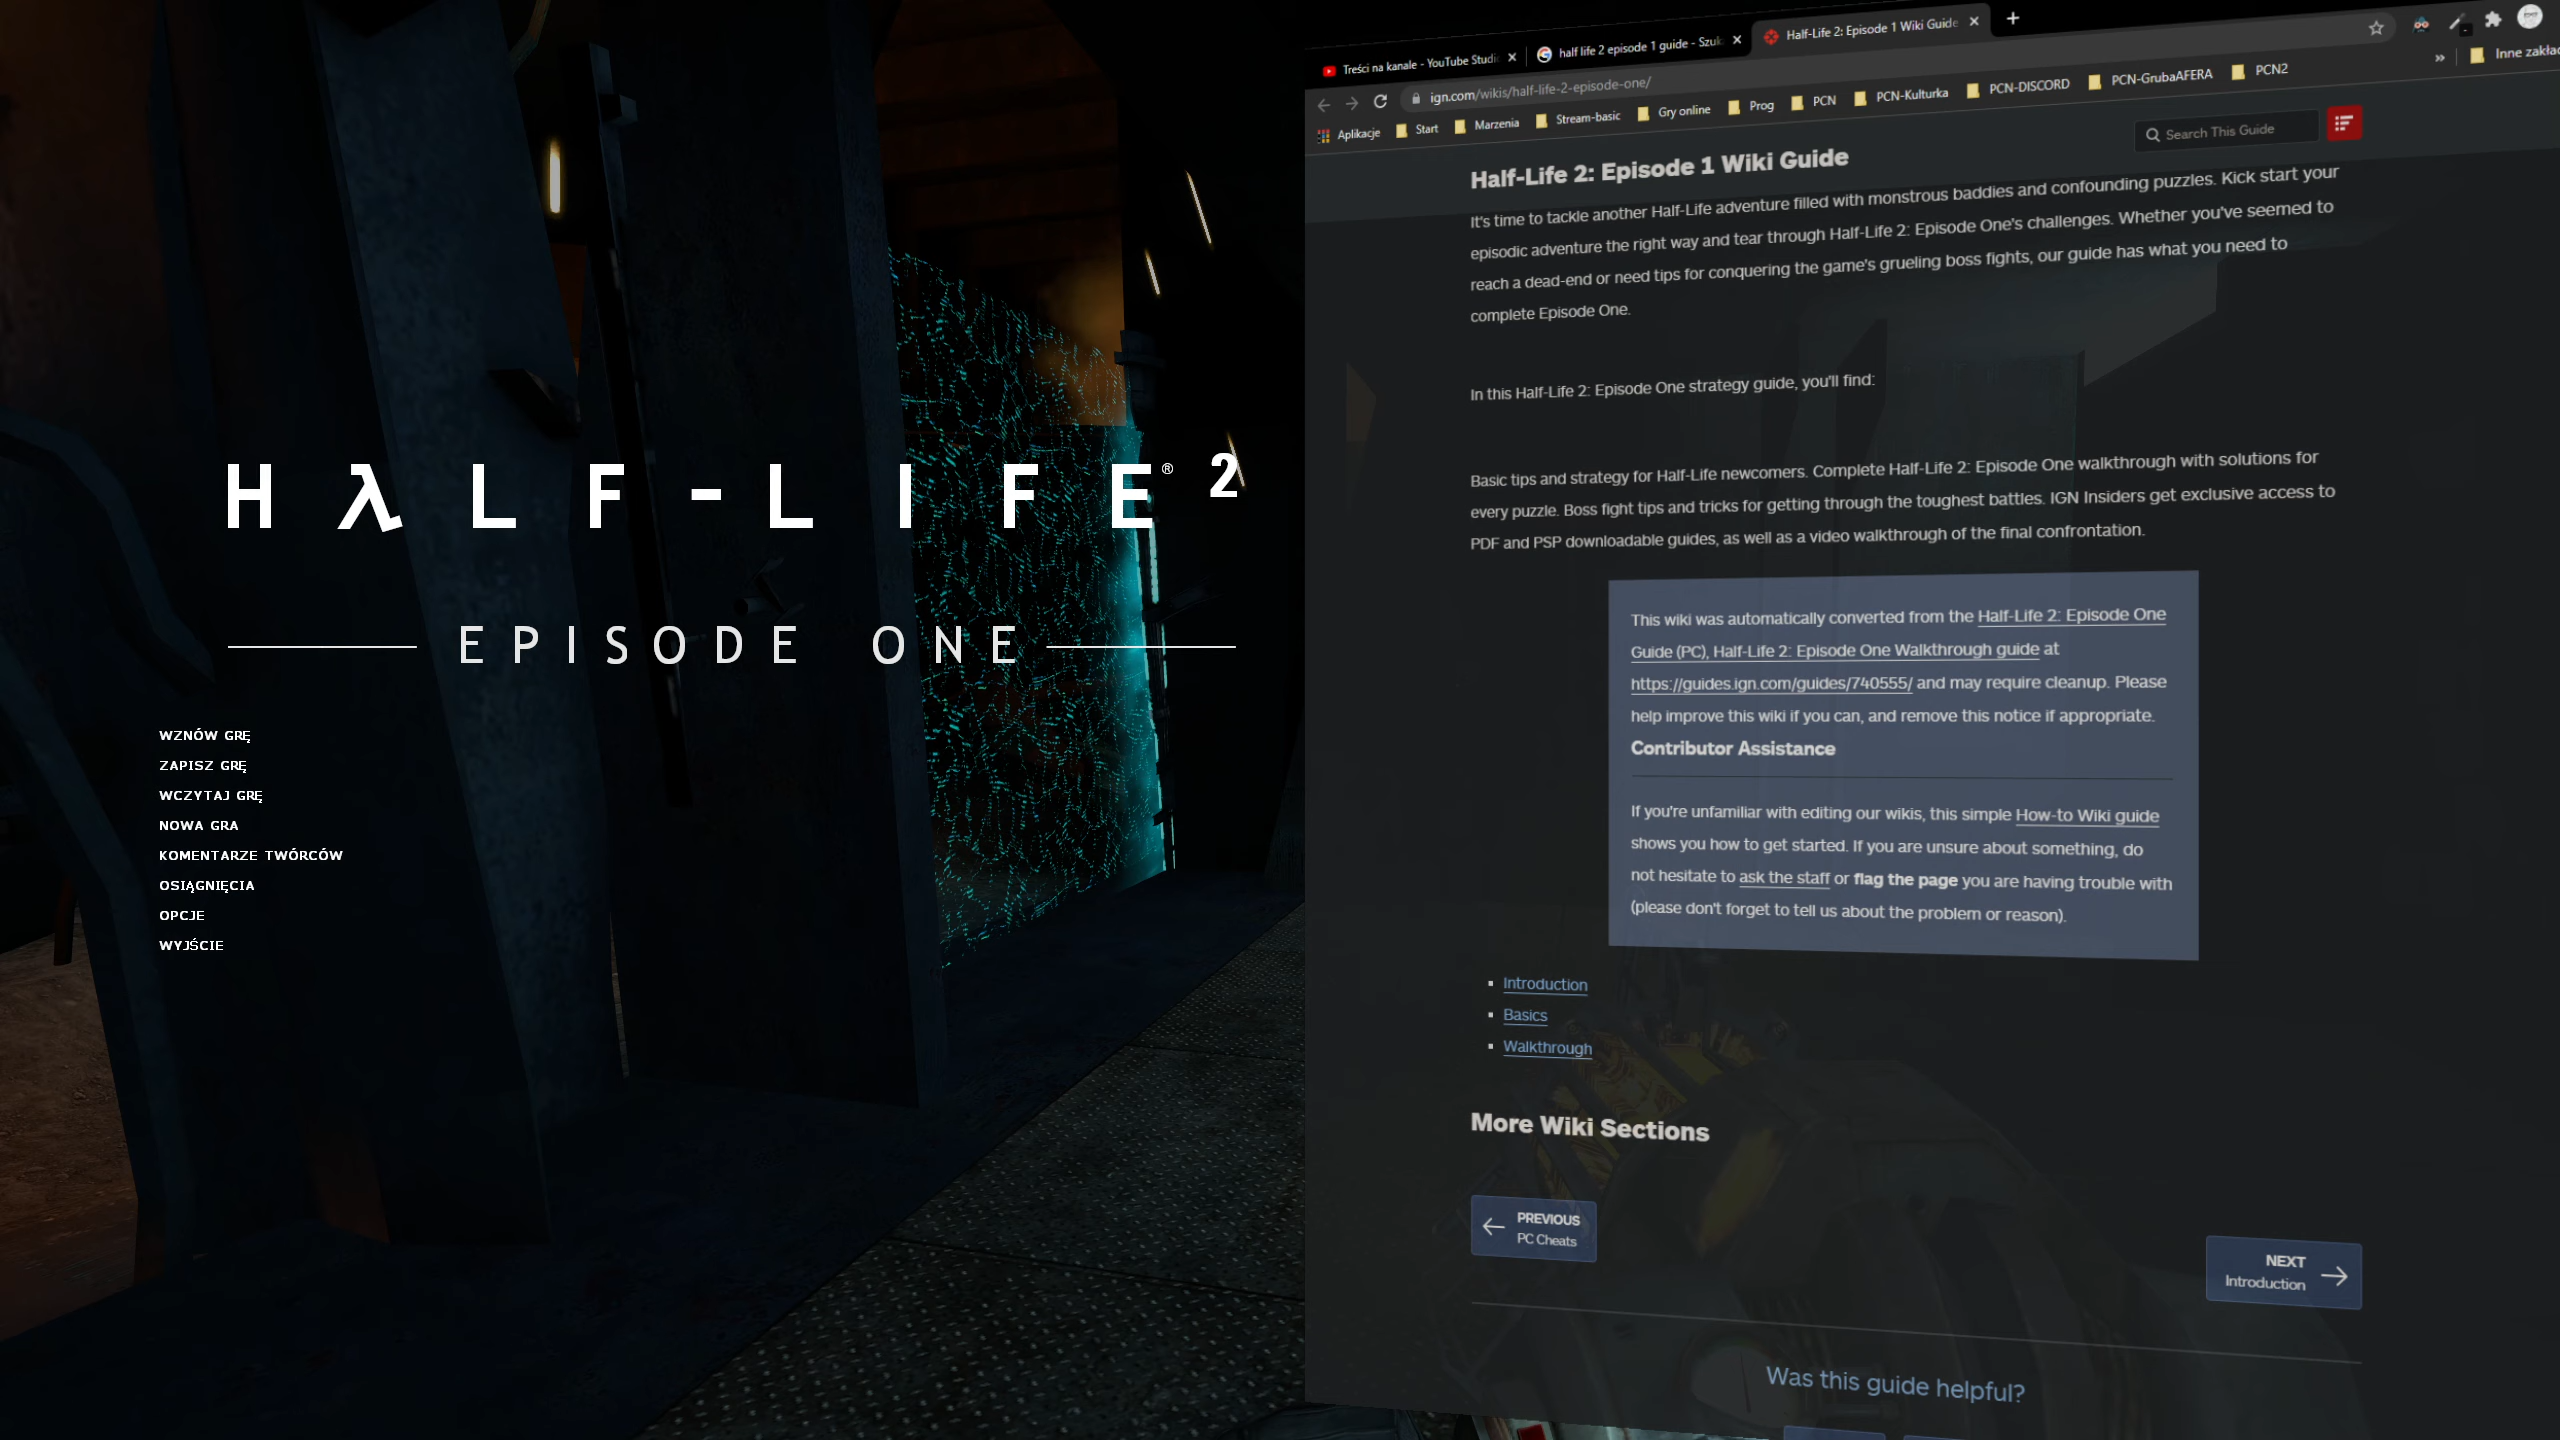 HλLF-LIFE®2
EPISODE ONE
WZNÓW GRĘ
ZAPISZ GRĘ
WCZYTAJ GRĘ
NOWA GRA
KOMENTARZE TWÓRCÓW
OSIĄGNIĘCIA
OPCJE
WYJŚCIE
Treści na kanale - YouTube Studi
half life 2 episode 1 guide - Szuk
Half-Life 2: Episode 1 Wiki Guide
ign.com/wikis/half-life-2-episode-one/
Aplikacje Start Marzenia Stream-basic Gry online Prog PCN PCN-Kulturka PCN-DISCORD PCN-GrubaAFERA PCN2 » Inne zakła
Half-Life 2: Episode 1 Wiki Guide
Search This Guide
It's time to tackle another Half-Life adventure filled with monstrous baddies and confounding puzzles. Kick start your
episodic adventure the right way and tear through Half-Life 2: Episode One's challenges. Whether you've seemed to
reach a dead-end or need tips for conquering the game's grueling boss fights, our guide has what you need to
complete Episode One.
In this Half-Life 2: Episode One strategy guide, you'll find:
Basic tips and strategy for Half-Life newcomers. Complete Half-Life 2: Episode One walkthrough with solutions for
every puzzle. Boss fight tips and tricks for getting through the toughest battles. IGN Insiders get exclusive access to
PDF and PSP downloadable guides, as well as a video walkthrough of the final confrontation.
This wiki was automatically converted from the Half-Life 2: Episode One
Guide (PC), Half-Life 2: Episode One Walkthrough guide at
https://guides.ign.com/guides/740555/ and may require cleanup. Please
help improve this wiki if you can, and remove this notice if appropriate.
Contributor Assistance
If you're unfamiliar with editing our wikis, this simple How-to Wiki guide
shows you how to get started. If you are unsure about something, do
not hesitate to ask the staff or flag the page you are having trouble with
(please don't forget to tell us about the problem or reason).
Introduction
Basics
Walkthrough
More Wiki Sections
PREVIOUS
PC Cheats
NEXT
Introduction
Was this guide helpful?